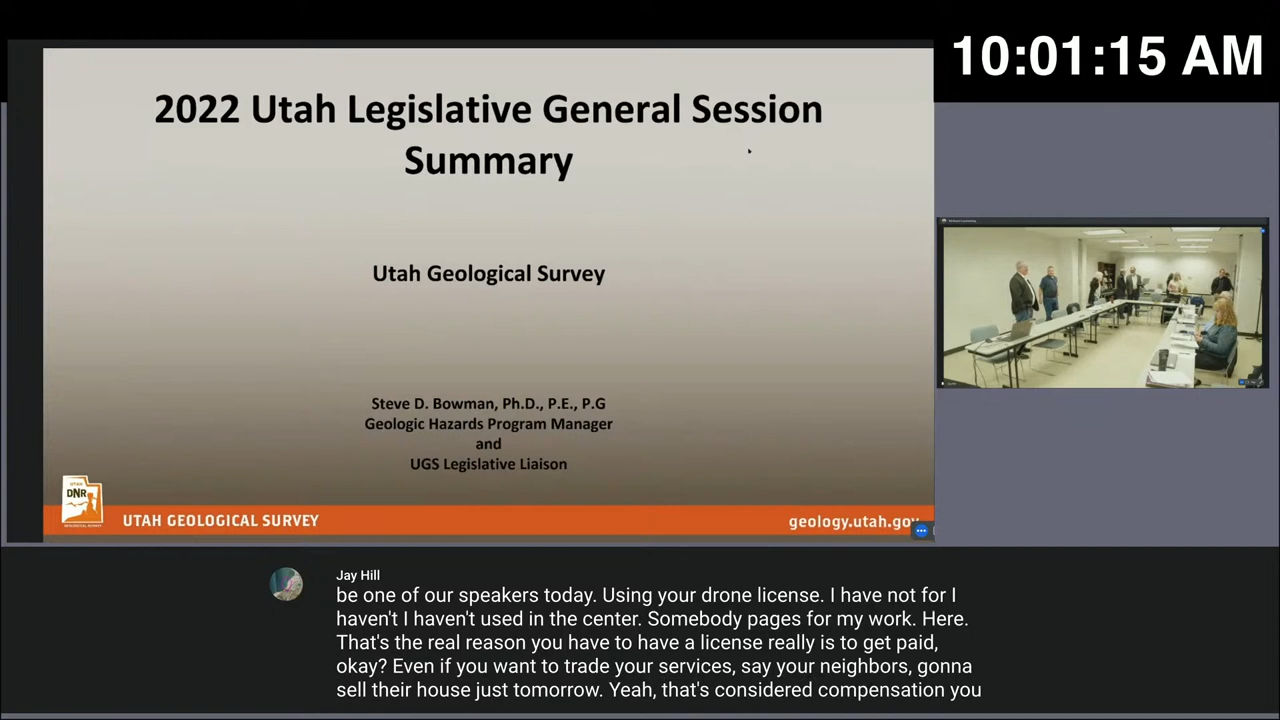 10:01:15 AM
2022 Utah Legislative General Session
Summary
Utah Geological Survey
Steve D. Bowman, Ph.D., P.E., P.G
Geologic Hazards Program Manager
and
UGS Legislative Liaison
UTAH
DNR
GEOLOGICAL SURVEY
UTAH GEOLOGICAL SURVEY
geology.utah.gov
Jay Hill
be one of our speakers today. Using your drone license. I have not for I
haven't I haven't used in the center. Somebody pages for my work. Here.
That's the real reason you have to have a license really is to get paid,
okay? Even if you want to trade your services, say your neighbors, gonna
sell their house just tomorrow. Yeah, that's considered compensation you